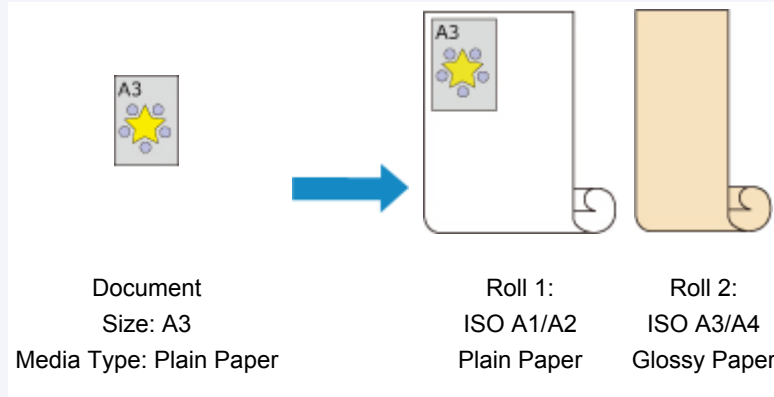 A3
A3
Document
Size: A3
Media Type: Plain Paper
Roll 1:
ISO A1/A2
Plain Paper
Roll 2:
ISO A3/A4
Glossy Paper